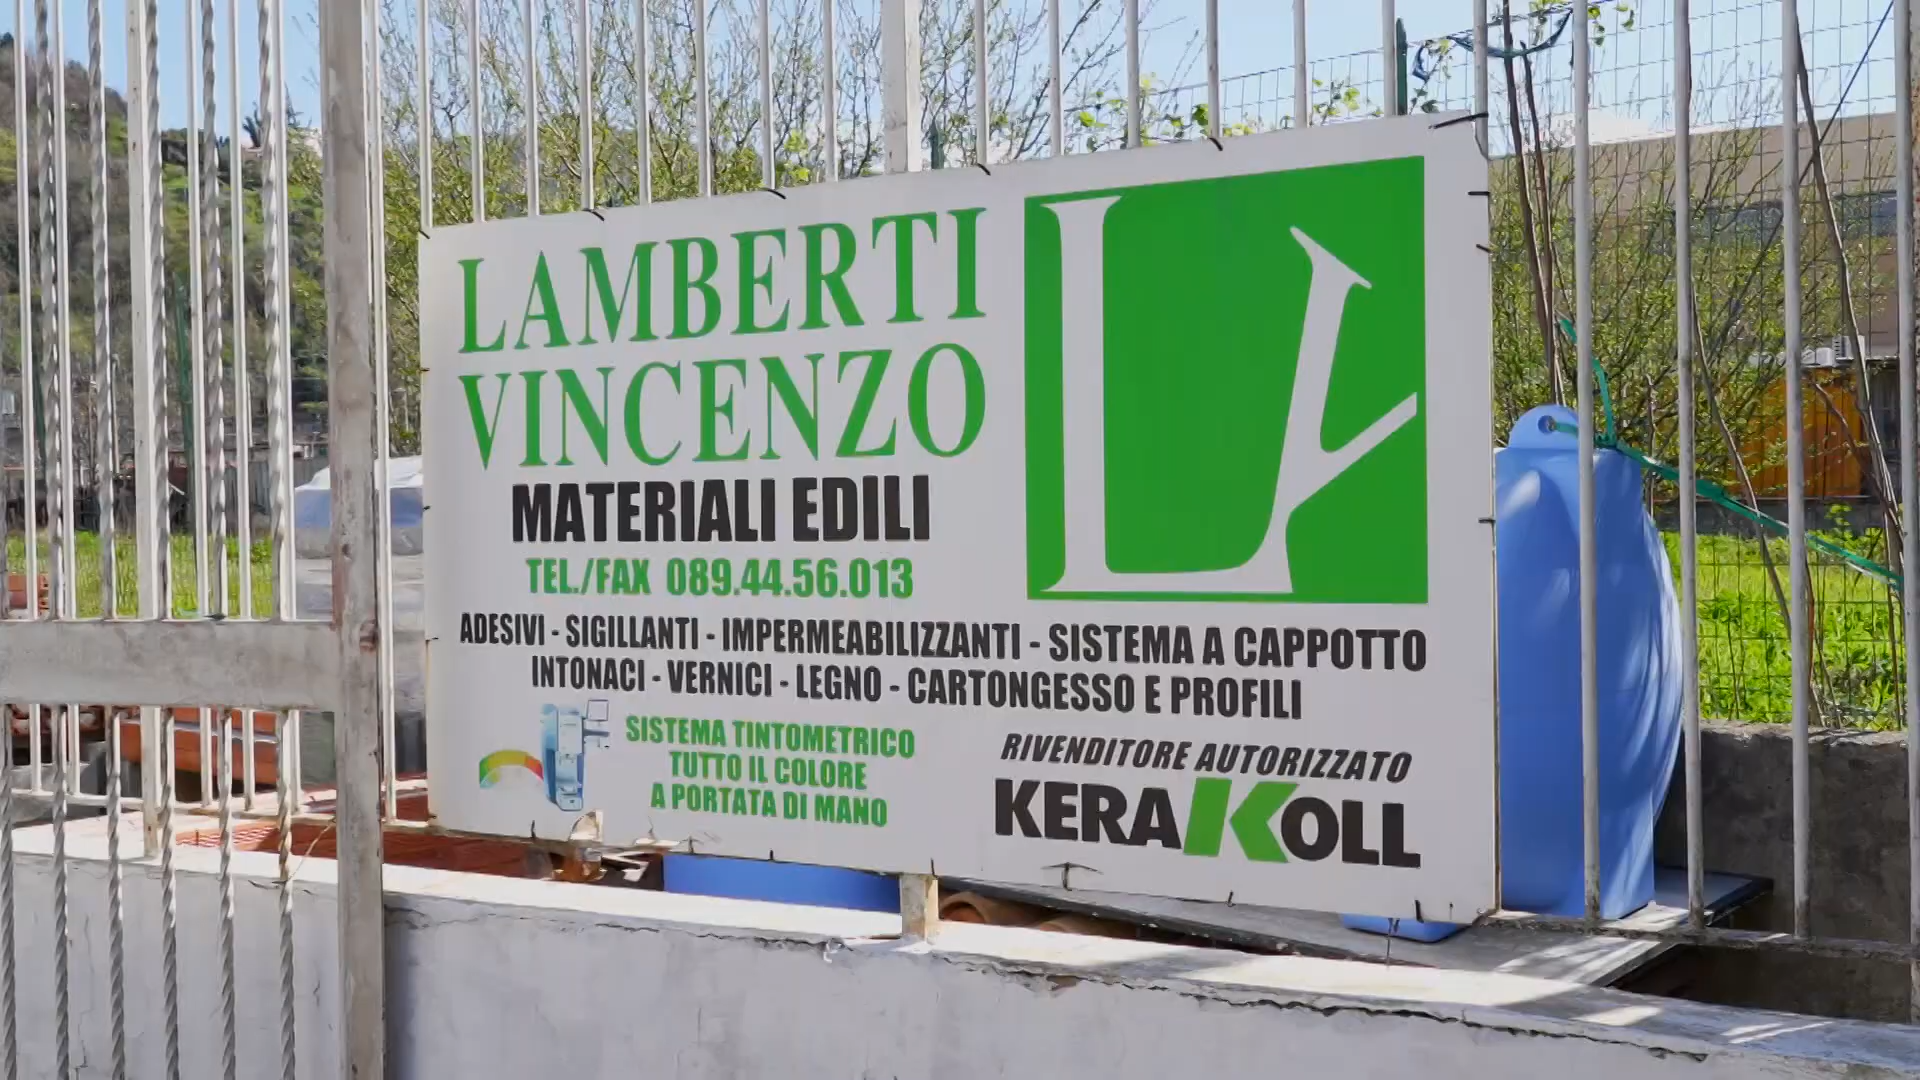 LAMBERTI
VINCENZO
MATERIALI EDILI
TEL./FAX 089.44.56.013
ADESIVI - SIGILLANTI - IMPERMEABILIZZANTI - SISTEMA A CAPPOTTO
INTONACI - VERNICI - LEGNO - CARTONGESSO E PROFILI
SISTEMA TINTOMETRICO
TUTTO IL COLORE
A PORTATA DI MANO
RIVENDITORE AUTORIZZATO
KERAKOLL